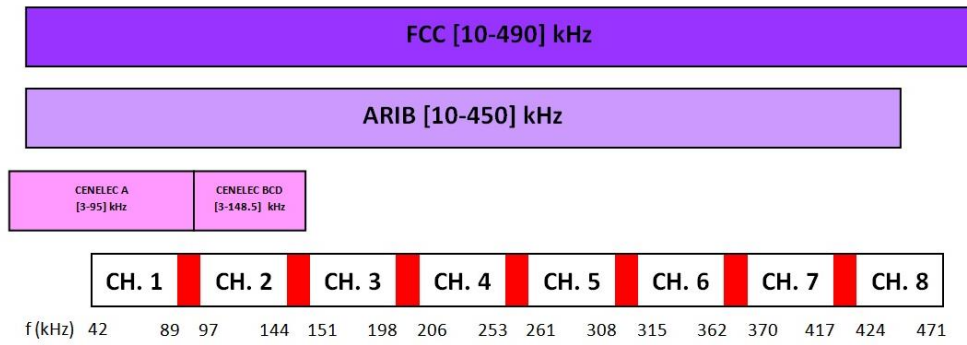 FCC [10-490] kHz
ARIB [10-450] kHz
CENELEC A
[3-95] kHz
CENELEC BCD
[3-148.5] kHz
CH. 1 CH. 2 CH. 3 CH. 4 CH. 5 CH. 6 CH. 7 CH. 8
f (kHz) 42 89 97 144 151 198 206 253 261 308 315 362 370 417 424 471